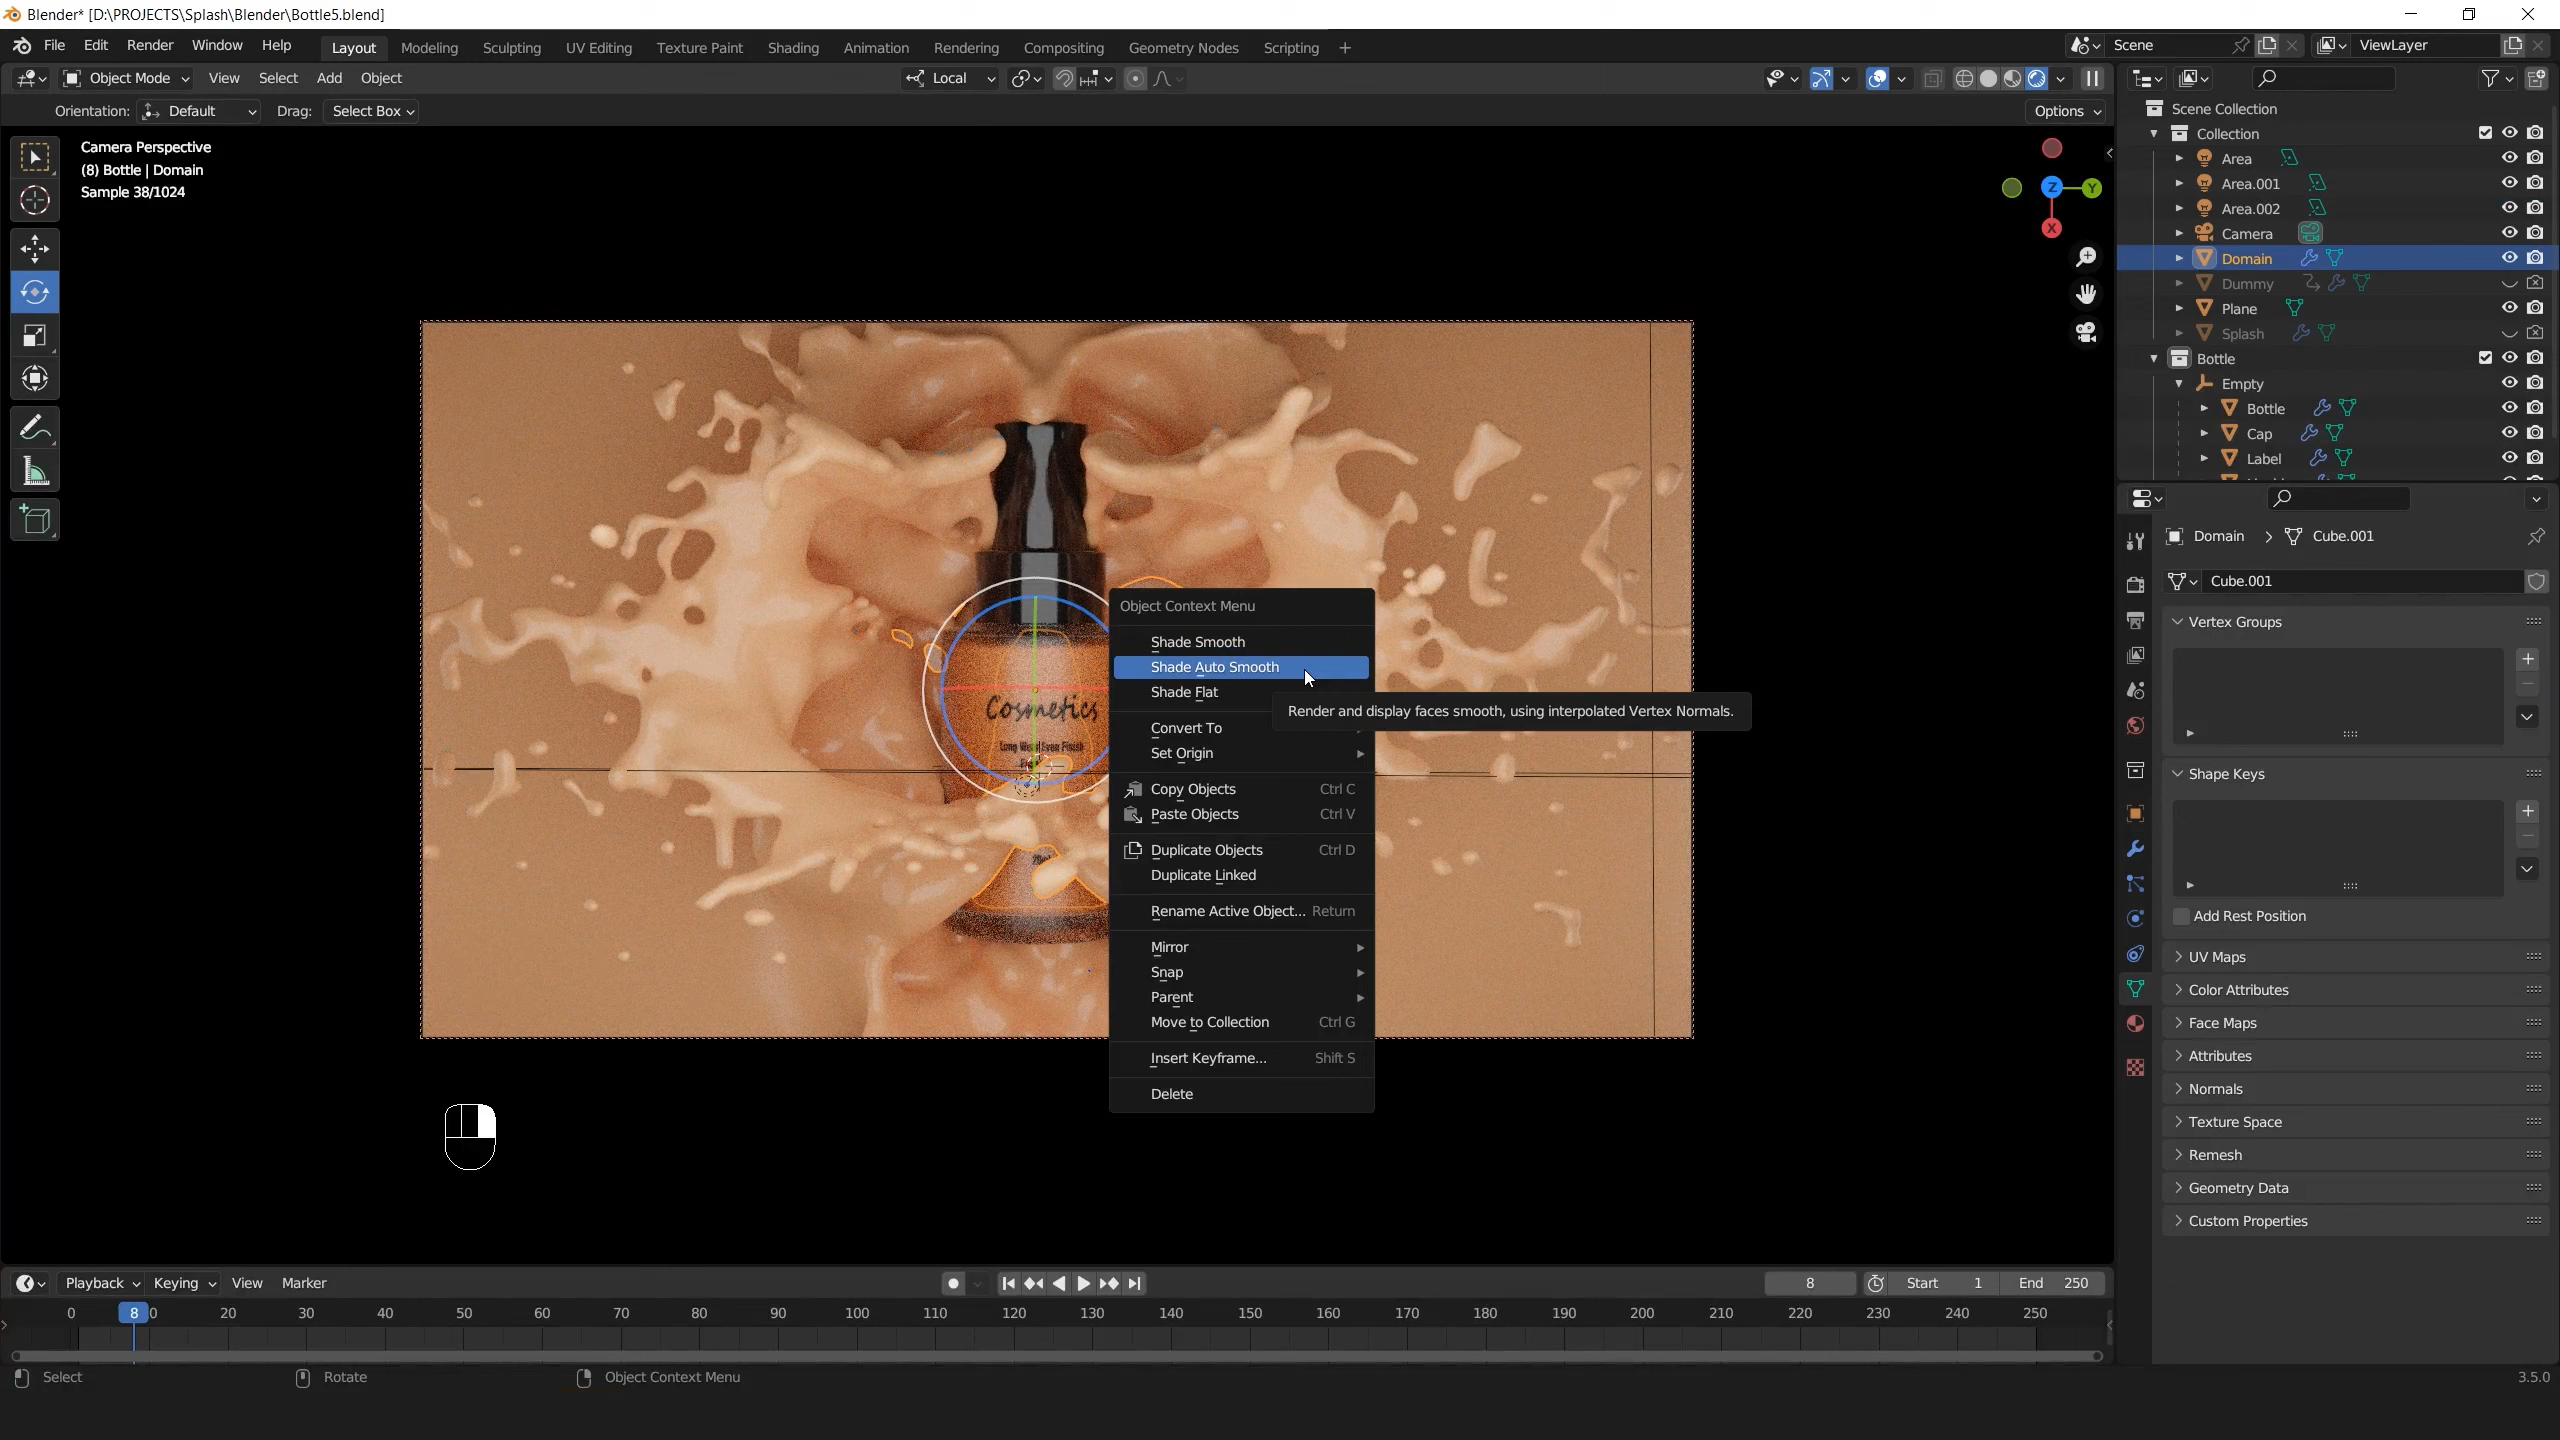 Blender* [D:\PROJECTS\Splash\Blender\Bottle5.blend]
File Edit Render Window Help Layout Modeling Sculpting UV Editing Texture Paint Shading Animation Rendering Compositing Geometry Nodes Scripting + Scene ViewLayer
Object Mode View Select Add Object Local
Orientation: Default Drag: Select Box Options
Camera Perspective
(8) Bottle | Domain
Sample 38/1024
Z Y X
Cosmetics
Long Wear Even Finish
Object Context Menu
Shade Smooth
Shade Auto Smooth
Shade Flat
Render and display faces smooth, using interpolated Vertex Normals.
Convert To
Set Origin
Copy Objects Ctrl C
Paste Objects Ctrl V
Duplicate Objects Ctrl D
Duplicate Linked
Rename Active Object... Return
Mirror
Snap
Parent
Move to Collection Ctrl G
Insert Keyframe... Shift S
Delete
Scene Collection
Collection
Area
Area.001
Area.002
Camera
Domain
Dummy
Plane
Splash
Bottle
Empty
Bottle
Cap
Label
Domain Cube.001
Cube.001
Vertex Groups
Shape Keys
Add Rest Position
UV Maps
Color Attributes
Face Maps
Attributes
Normals
Texture Space
Remesh
Geometry Data
Custom Properties
Playback Keying View Marker 8 Start 1 End 250
0 8 20 30 40 50 60 70 80 90 100 110 120 130 140 150 160 170 180 190 200 210 220 230 240 250
Select Rotate Object Context Menu 3.5.0